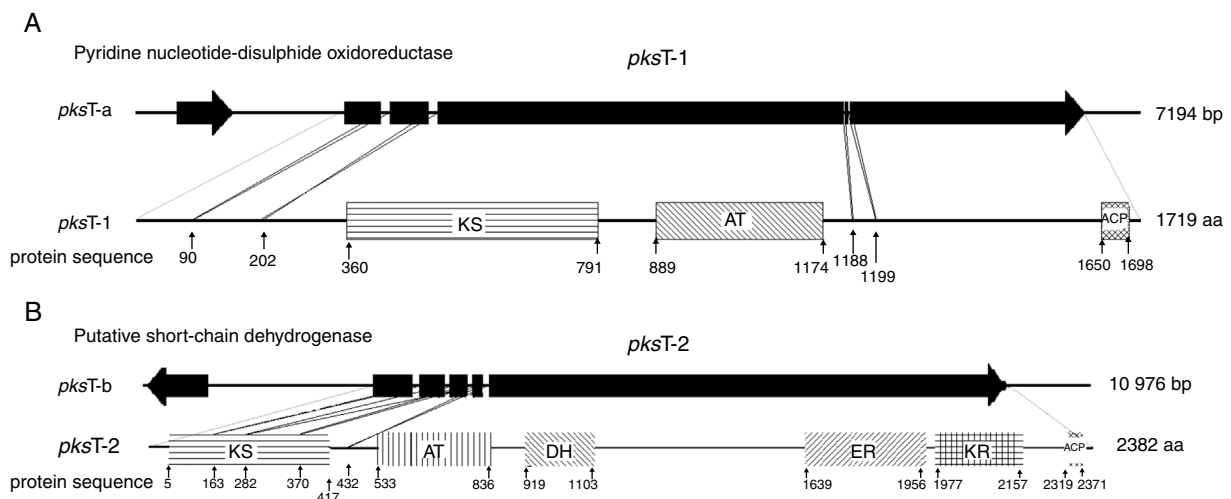 A
Pyridine nucleotide-disulphide oxidoreductase
pksT-1
pksT-a
7194 bp
pksT-1
KS
AT
ACP
1719 aa
protein sequence
90
202
360
791
889
1174
1188
1199
1650
1698
B
Putative short-chain dehydrogenase
pksT-2
pksT-b
10 976 bp
pksT-2
KS
AT
DH
ER
KR
ACP
2382 aa
protein sequence
5
163
282
370
417
432
533
836
919
1103
1639
1956
1977
2157
2319
2371